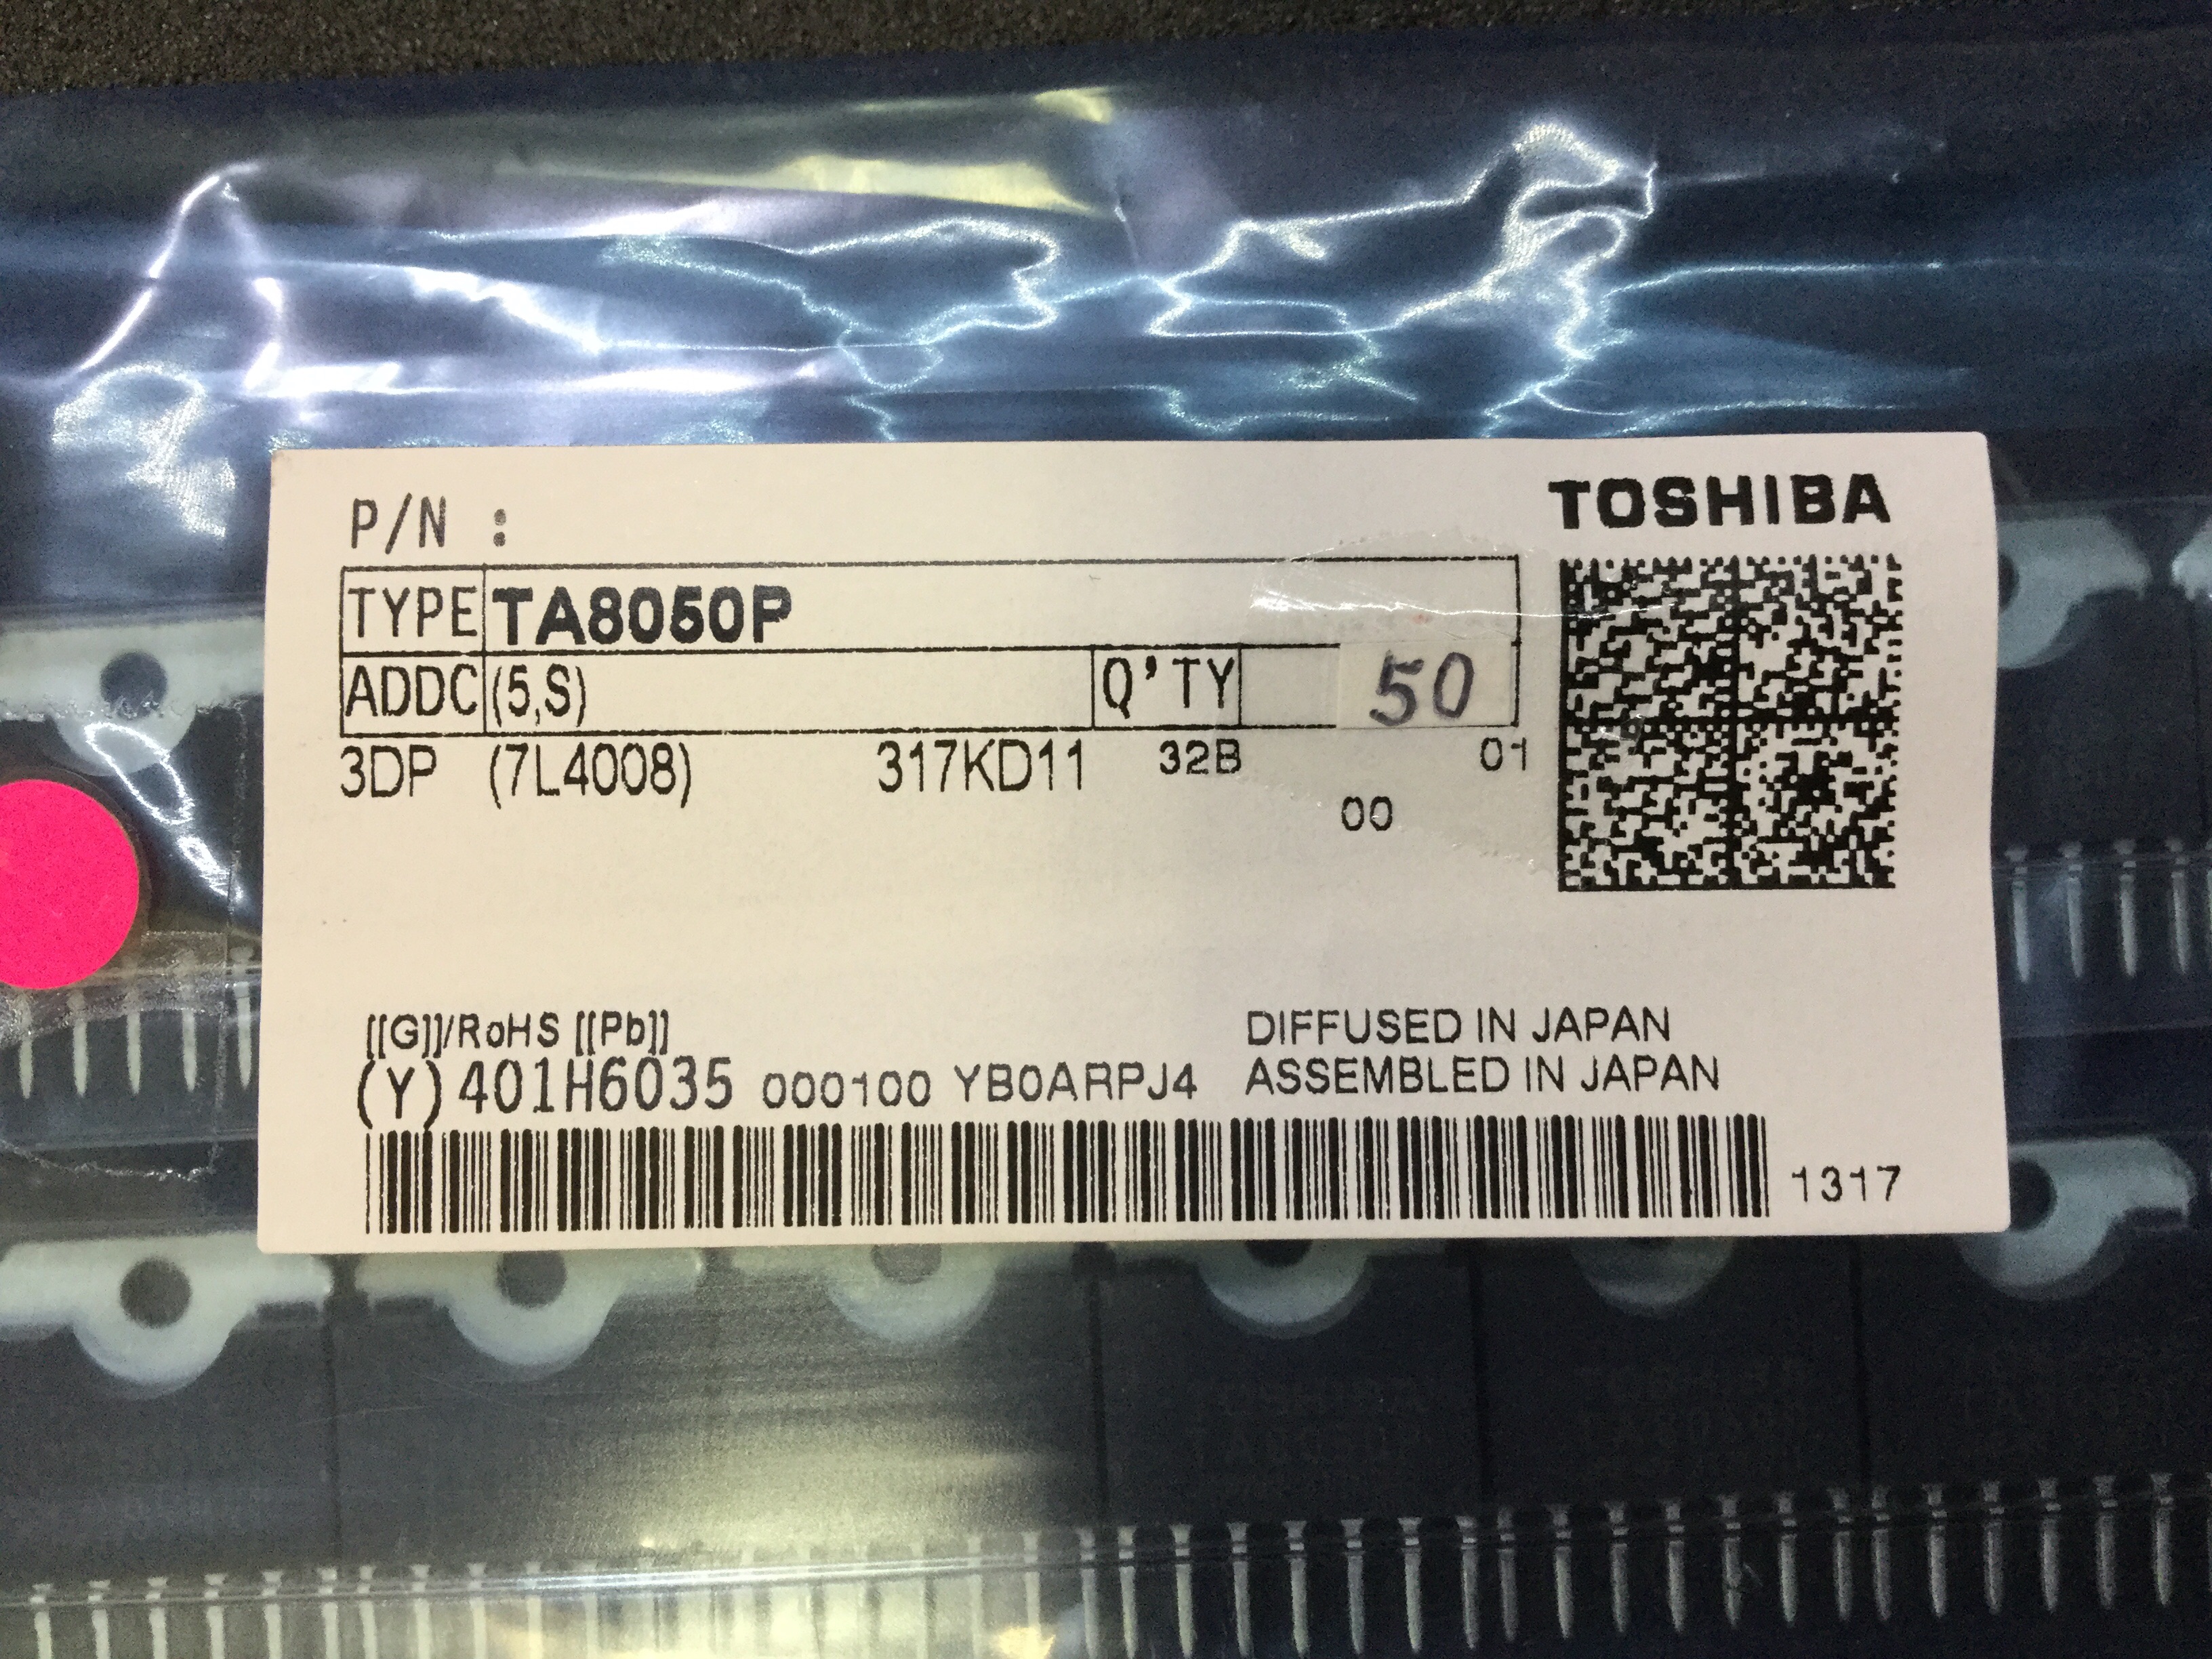 P/N :
TOSHIBA
TYPE TA8050P
ADDC (5,S) Q'TY 50
3DP (7L4008) 317KD11 32B 01
00
[[G]]/RoHS [[Pb]]
DIFFUSED IN JAPAN
(Y) 401H6035 000100 YB0ARPJ4
ASSEMBLED IN JAPAN
1317